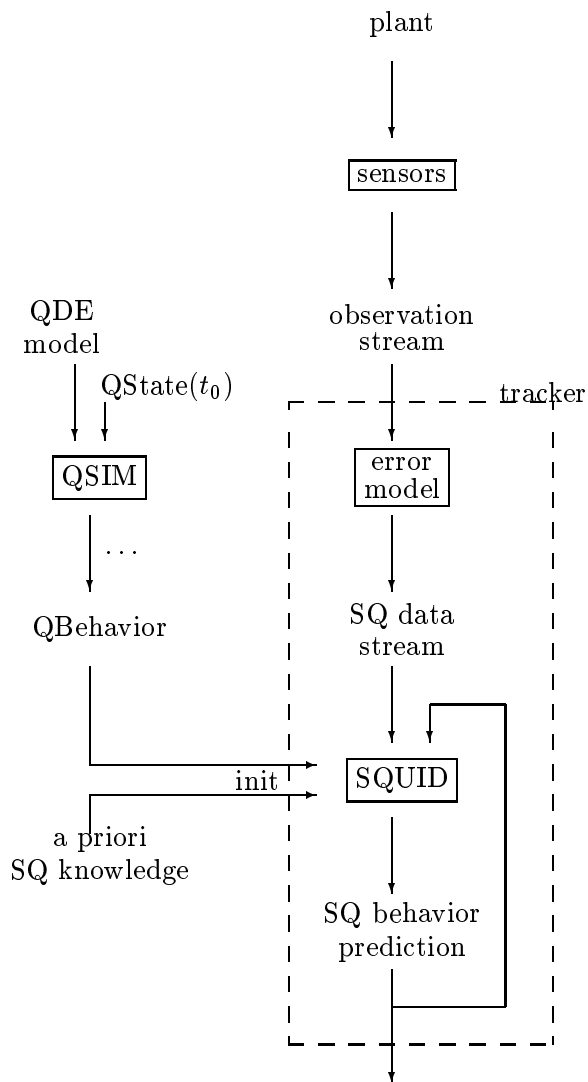 plant
sensors
observation
stream
QDE
model
QState(t₀)
tracker
QSIM
error
model
. . .
QBehavior
SQ data
stream
init
SQUID
a priori
SQ knowledge
SQ behavior
prediction